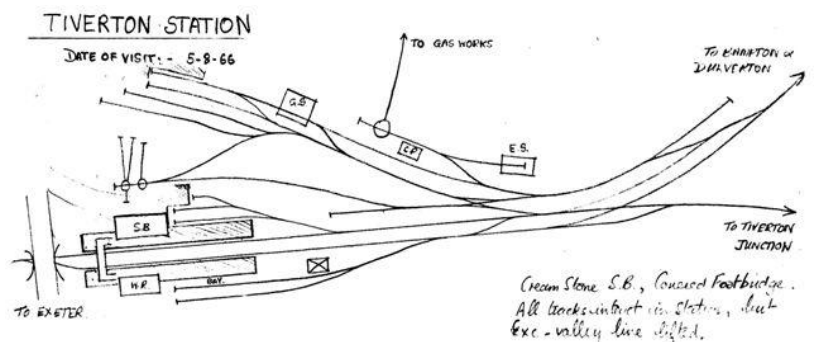 TIVERTON STATION
DATE OF VISIT:- 5-8-66
TO GAS WORKS
TO BAMPTON or
DULVERTON
G.S.
C.P.
E.S.
S.B.
W.R.
BAY.
TO EXETER.
TO TIVERTON
JUNCTION
Cream Stone S.B., Covered Footbridge.
All tracks intact in Station, but
Exe-valley line lifted.